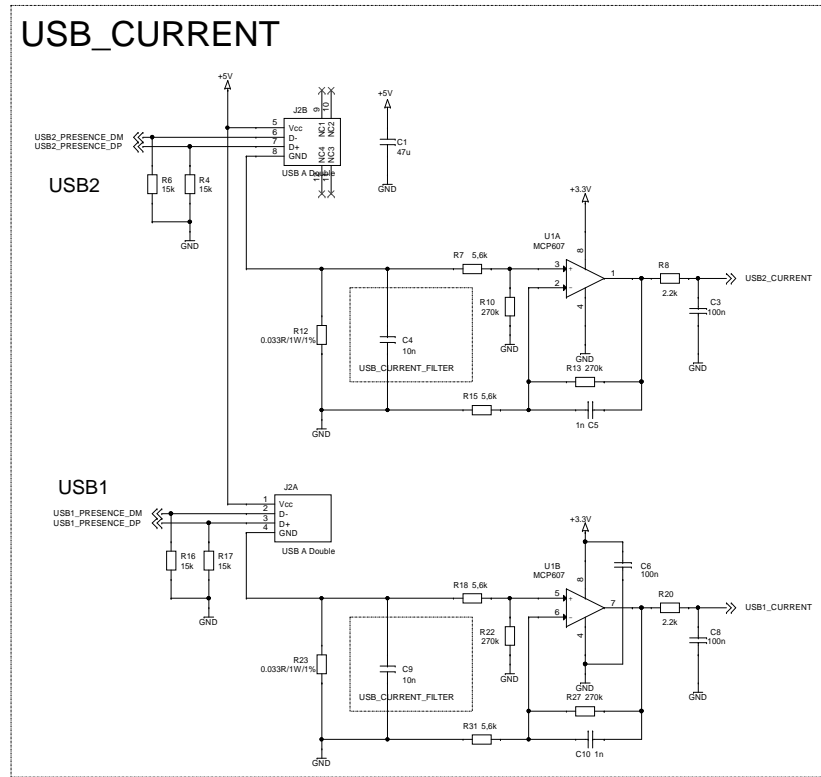 USB_CURRENT
+5V
J2B
9
10
NC1
NC2
5
Vcc
6
D-
7
D+
8
GND
NC4
NC3
USB A Double
+5V
C1
47u
GND
USB2_PRESENCE_DM
USB2_PRESENCE_DP
USB2
R6
15k
R4
15k
GND
+3.3V
U1A
MCP607
8
R7 5,6k
3
+
2
-
1
4
R8
2.2k
USB2_CURRENT
R10
270k
C3
100n
GND
GND
GND
R12
0.033R/1W/1%
C4
10n
USB_CURRENT_FILTER
R13 270k
R15 5,6k
1n C5
GND
USB1
J2A
1
Vcc
2
D-
3
D+
4
GND
USB A Double
USB1_PRESENCE_DM
USB1_PRESENCE_DP
R16
15k
R17
15k
GND
+3.3V
U1B
MCP607
8
C6
100n
R18 5,6k
5
+
6
-
7
4
R20
2.2k
USB1_CURRENT
R22
270k
C8
100n
GND
GND
GND
R23
0.033R/1W/1%
C9
10n
USB_CURRENT_FILTER
R27 270k
R31 5,6k
C10 1n
GND